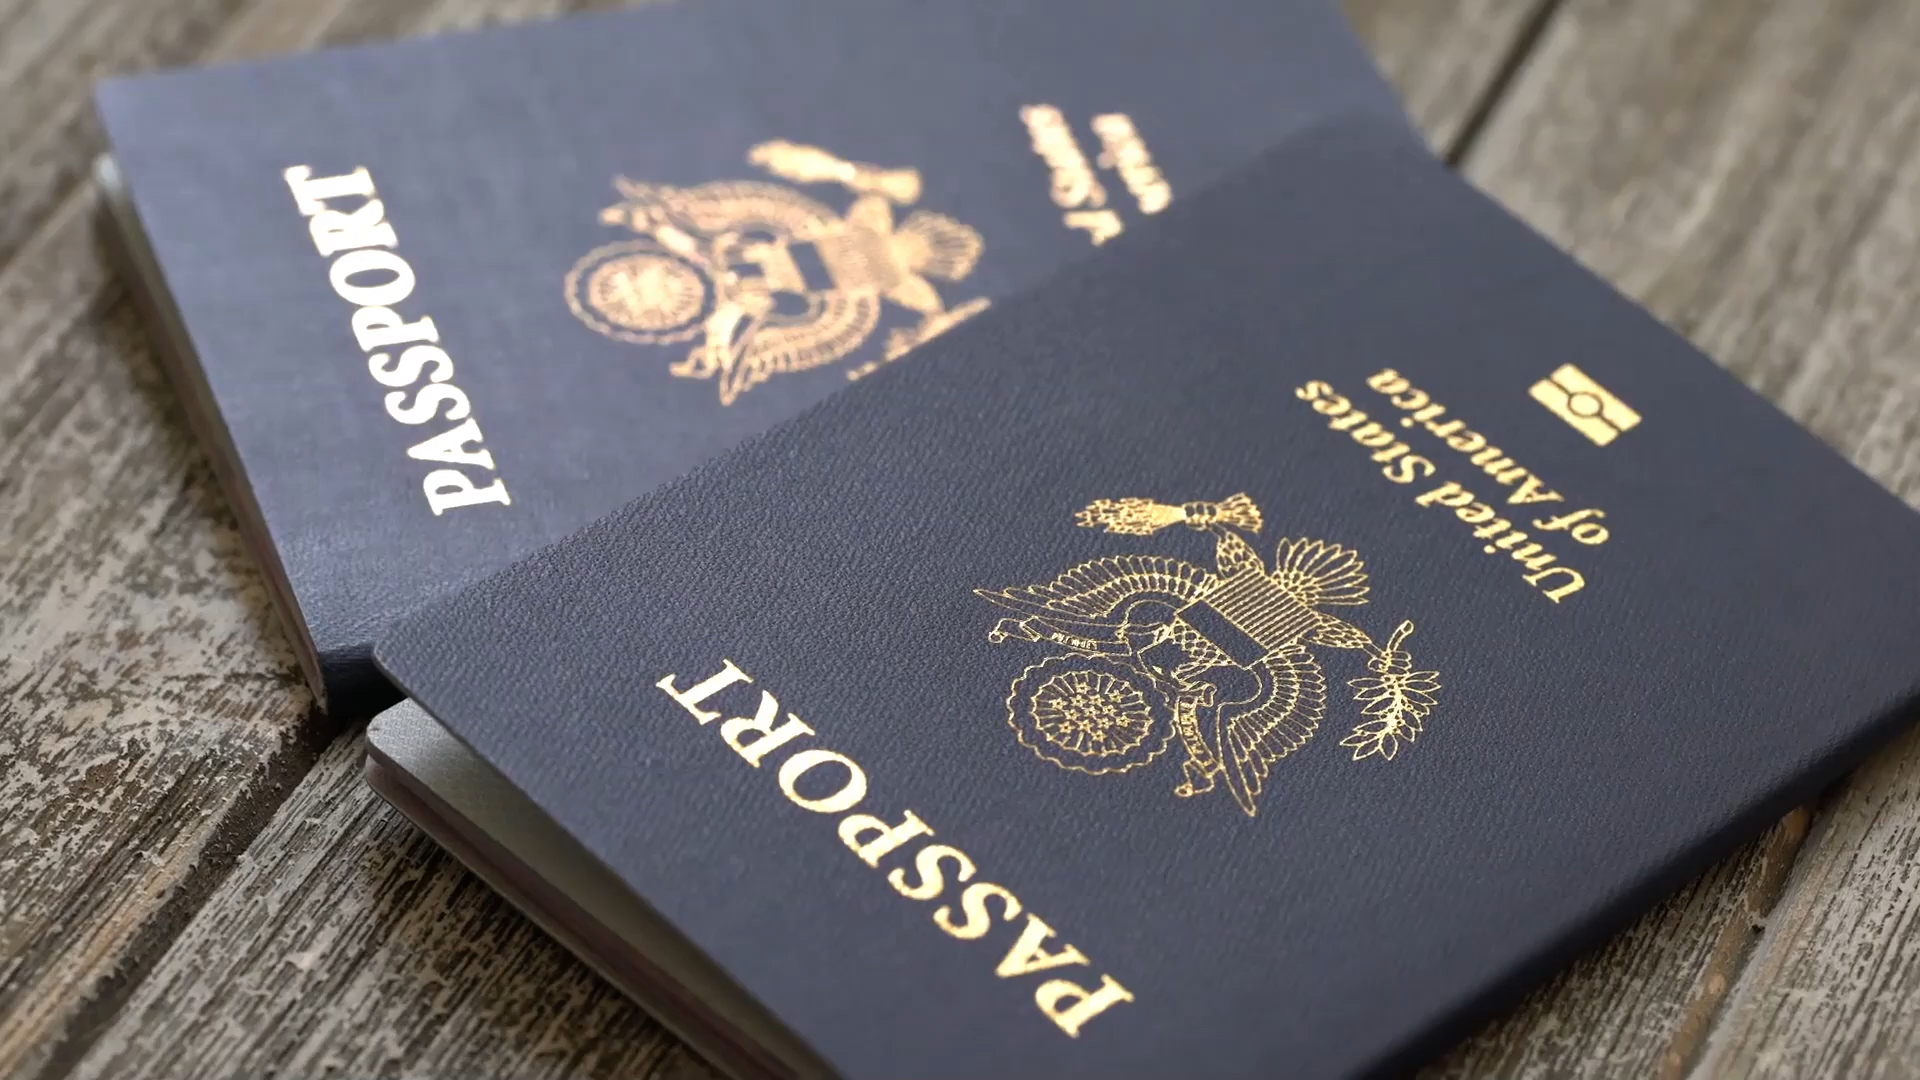 PASSPORT
PASSPORT
United States
of America